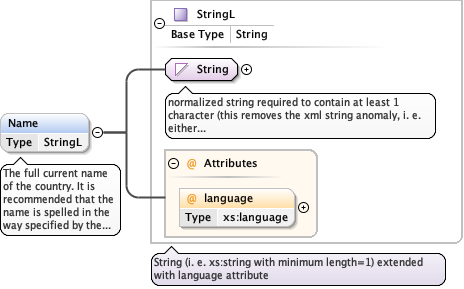 StringL
Base Type String
String
normalized string required to contain at least 1
character (this removes the xml string anomaly, i. e.
either...
Name
Type StringL
The full current name
of the country. It is
recommended that the
name is spelled in the
way specified by the...
@ Attributes
@ language
Type xs:language
String (i. e. xs:string with minimum length=1) extended
with language attribute